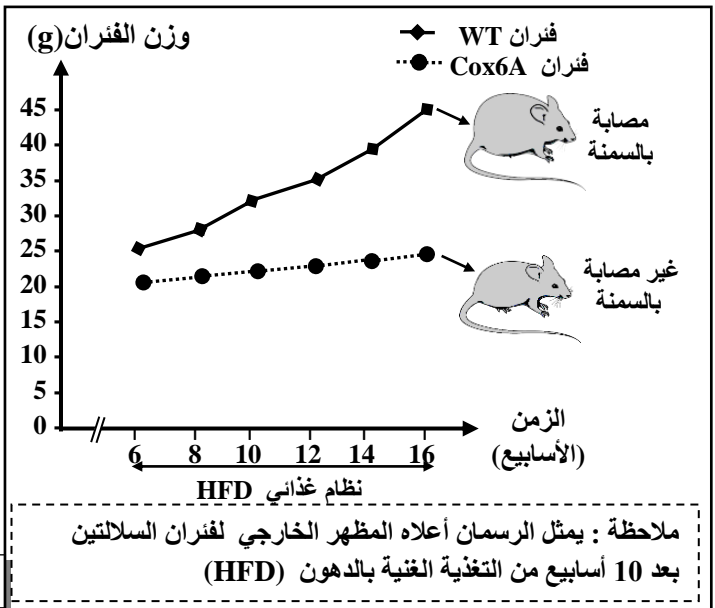 وزن الفئران(g)
فئران WT
فئران Cox6A
45
40
35
30
25
20
15
10
5
0
مصابة
بالسمنة
غير مصابة
بالسمنة
6 8 10 12 14 16
الزمن
(الأسابيع)
نظام غذائي HFD
ملاحظة : يمثل الرسمان أعلاه المظهر الخارجي لفئران السلالتين
بعد 10 أسابيع من التغذية الغنية بالدهون (HFD)